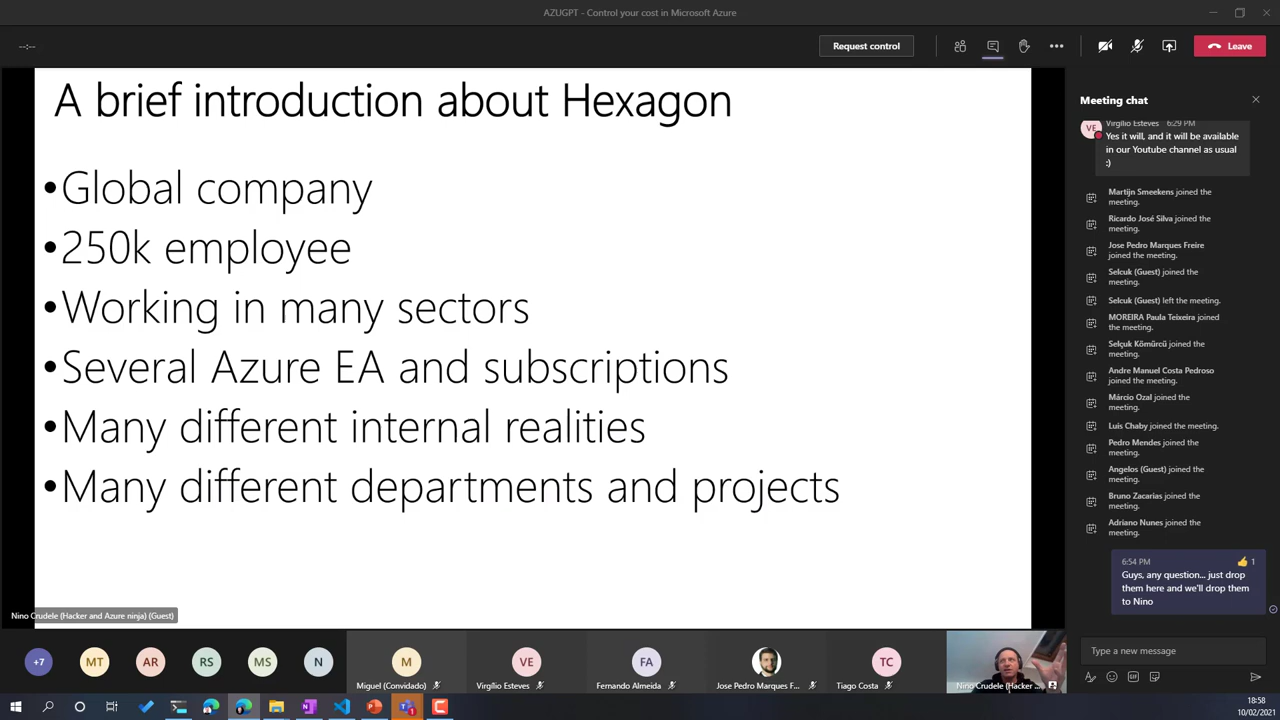 AZUGPT - Control your cost in Microsoft Azure
--:--
Request control
Leave
A brief introduction about Hexagon
•Global company
•250k employee
•Working in many sectors
•Several Azure EA and subscriptions
•Many different internal realities
•Many different departments and projects
Nino Crudele (Hacker and Azure ninja) (Guest)
Meeting chat
VE
Virgílio Esteves 6:29 PM
Yes it will, and it will be available
in our Youtube channel as usual
:)
Martijn Smeekens joined the
meeting.
Ricardo José Silva joined the
meeting.
Jose Pedro Marques Freire
joined the meeting.
Selcuk (Guest) joined the
meeting.
Selcuk (Guest) left the meeting.
MOREIRA Paula Teixeira joined
the meeting.
Selçuk Kömürcü joined the
meeting.
Andre Manuel Costa Pedroso
joined the meeting.
Márcio Ozal joined the
meeting.
Luis Chaby joined the meeting.
Pedro Mendes joined the
meeting.
Angelos (Guest) joined the
meeting.
Bruno Zacarias joined the
meeting.
Adriano Nunes joined the
meeting.
6:54 PM 👍 1
Guys, any question... just drop
them here and we'll drop them
to Nino
Type a new message
+7
MT
AR
RS
MS
N
M
Miguel (Convidado)
VE
Virgílio Esteves
FA
Fernando Almeida
Jose Pedro Marques F...
TC
Tiago Costa
Nino Crudele (Hacker ...
18:58
10/02/2021